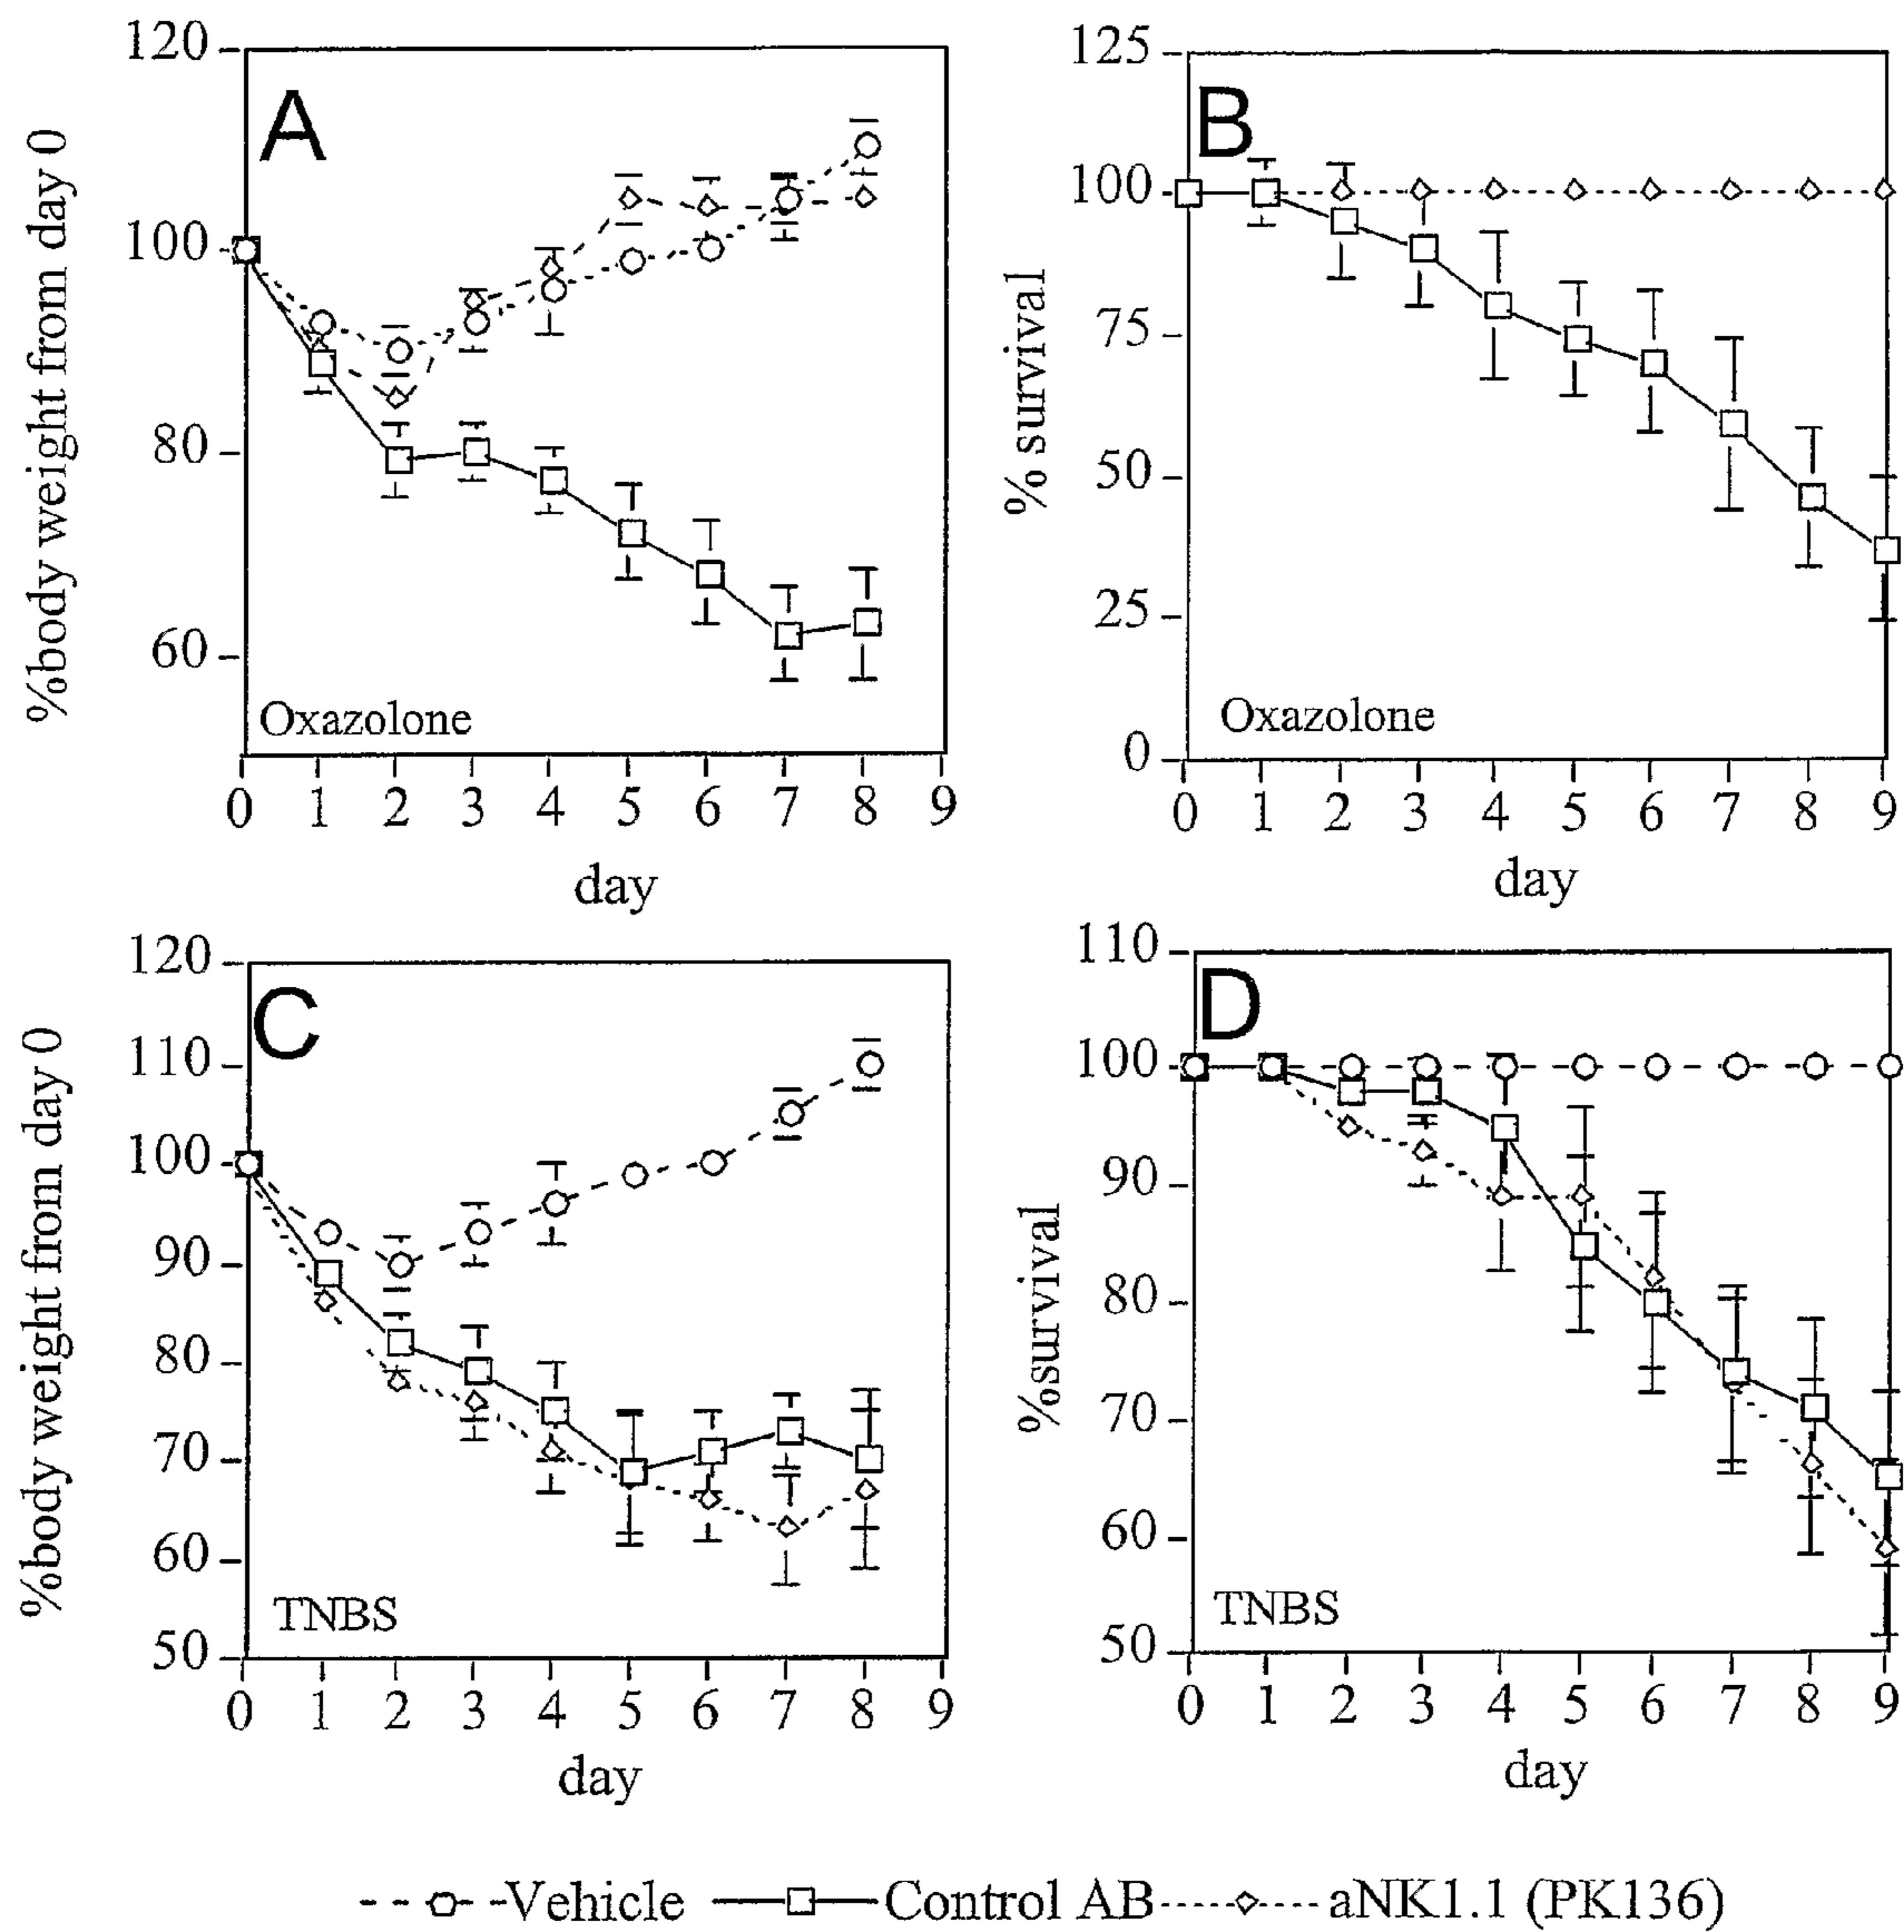 A
%body weight from day 0
120
100
80
60
Oxazolone
0 1 2 3 4 5 6 7 8 9
day
B
% survival
125
100
75
50
25
0
Oxazolone
0 1 2 3 4 5 6 7 8 9
day
C
%body weight from day 0
120
110
100
90
80
70
60
50
TNBS
0 1 2 3 4 5 6 7 8 9
day
D
%survival
110
100
90
80
70
60
50
TNBS
0 1 2 3 4 5 6 7 8 9
day
Vehicle Control AB aNK1.1 (PK136)